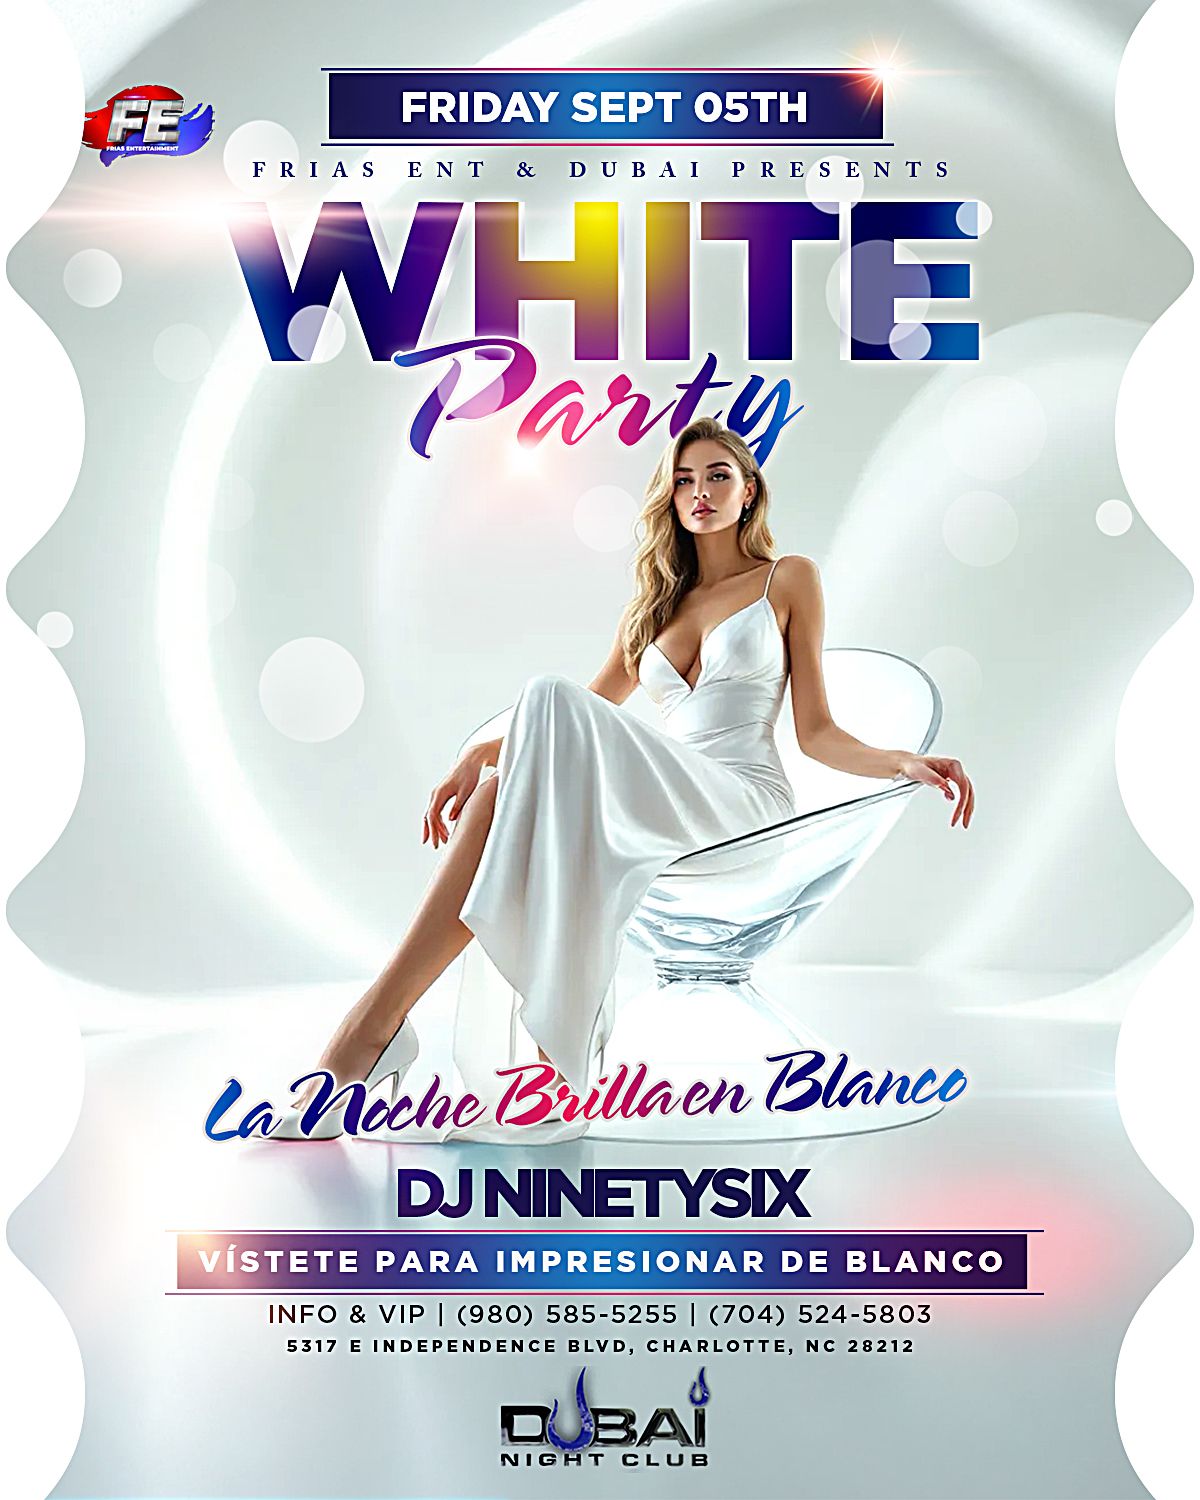 FRIDAY SEPT 05TH
FE
FRIAS ENTERTAINMENT
FRIAS ENT & DUBAI PRESENTS
WHITE
Party
La Noche Brilla en Blanco
DJ NINETYSIX
VÍSTETE PARA IMPRESIONAR DE BLANCO
INFO & VIP | (980) 585-5255 | (704) 524-5803
5317 E INDEPENDENCE BLVD, CHARLOTTE, NC 28212
DUBAI
NIGHT CLUB